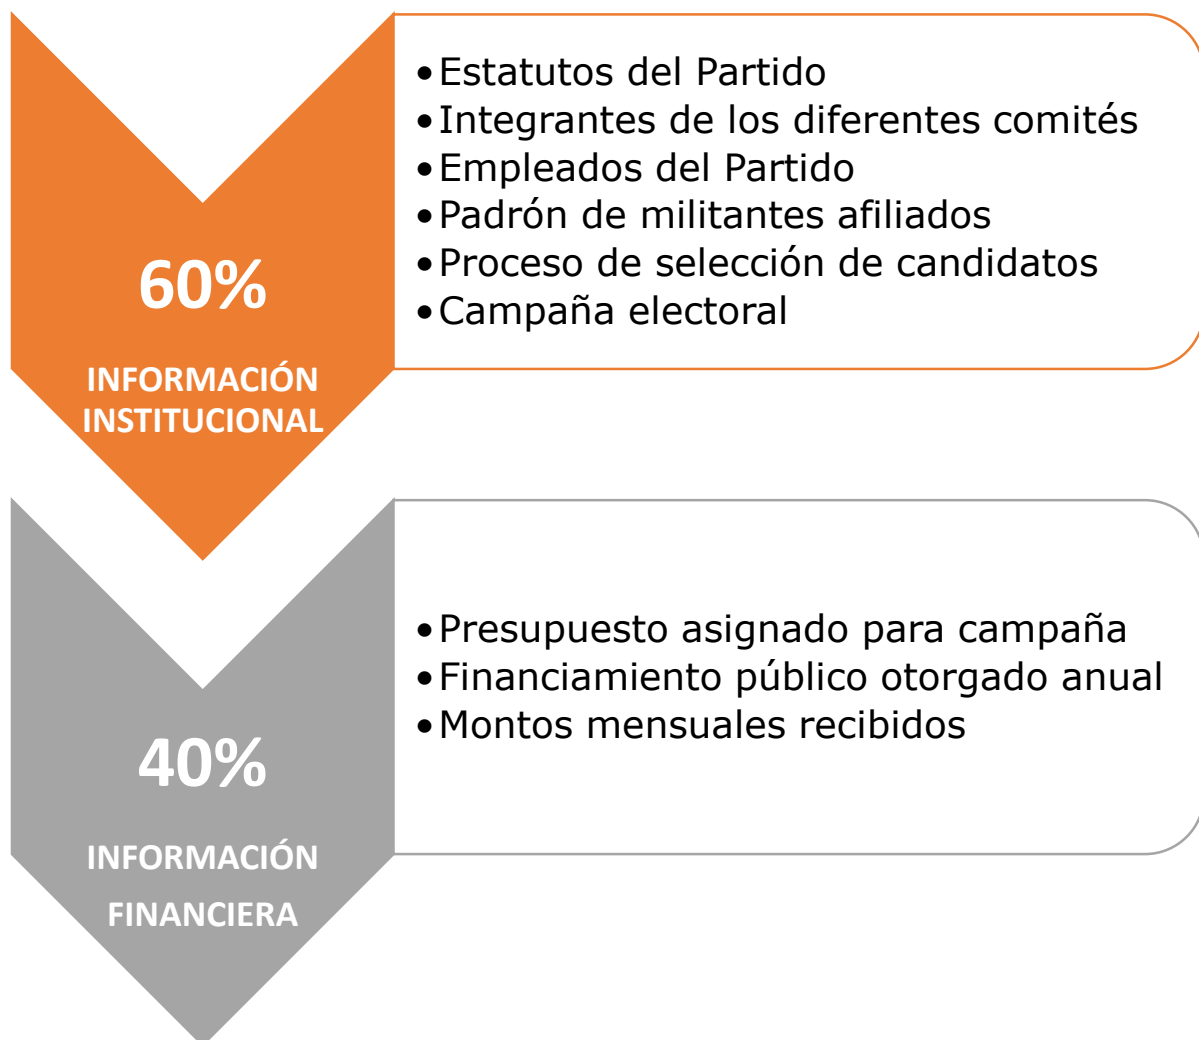 60%
INFORMACIÓN
INSTITUCIONAL
•Estatutos del Partido
•Integrantes de los diferentes comités
•Empleados del Partido
•Padrón de militantes afiliados
•Proceso de selección de candidatos
•Campaña electoral
40%
INFORMACIÓN
FINANCIERA
•Presupuesto asignado para campaña
•Financiamiento público otorgado anual
•Montos mensuales recibidos